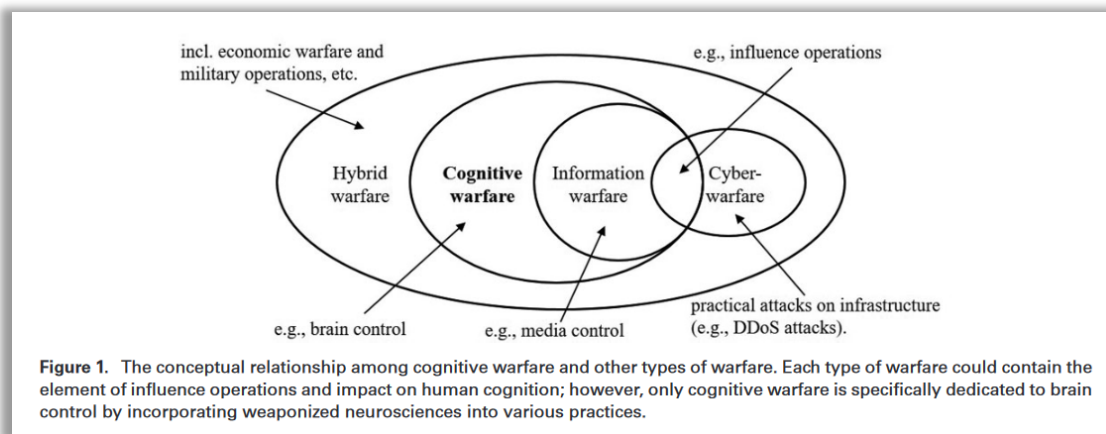 incl. economic warfare and
military operations, etc.
e.g., influence operations
Hybrid
warfare
Cognitive
warfare
Information
warfare
Cyber-
warfare
e.g., brain control
e.g., media control
practical attacks on infrastructure
(e.g., DDoS attacks).
Figure 1. The conceptual relationship among cognitive warfare and other types of warfare. Each type of warfare could contain the
element of influence operations and impact on human cognition; however, only cognitive warfare is specifically dedicated to brain
control by incorporating weaponized neurosciences into various practices.